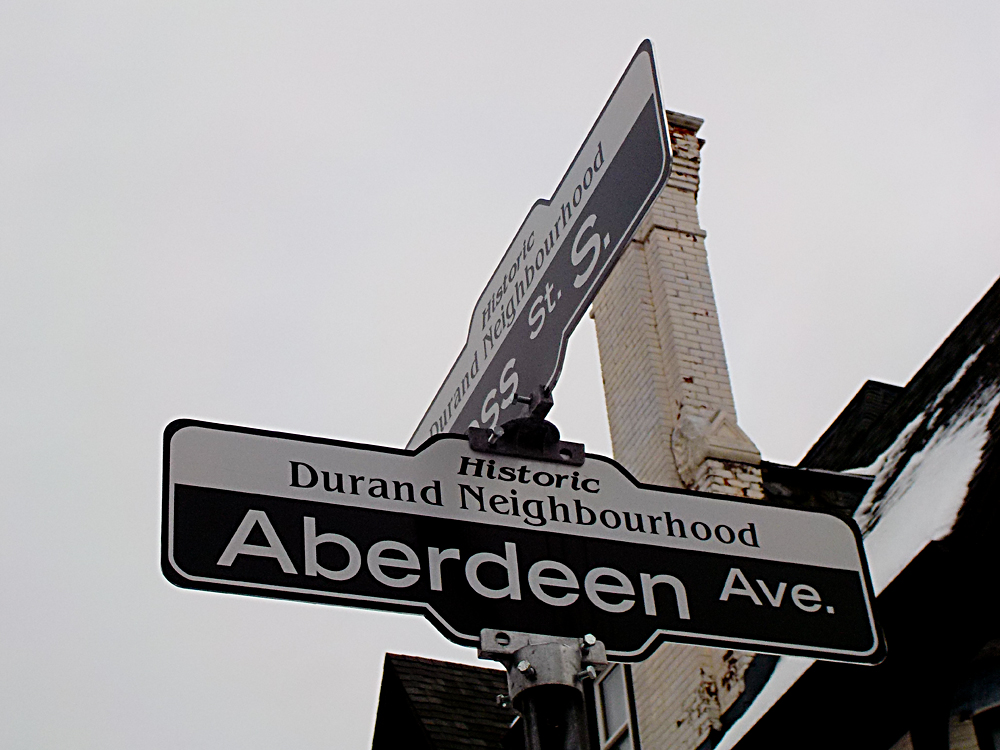 Historic
Durand Neighbourhood
St. S.
Historic
Durand Neighbourhood
Aberdeen Ave.